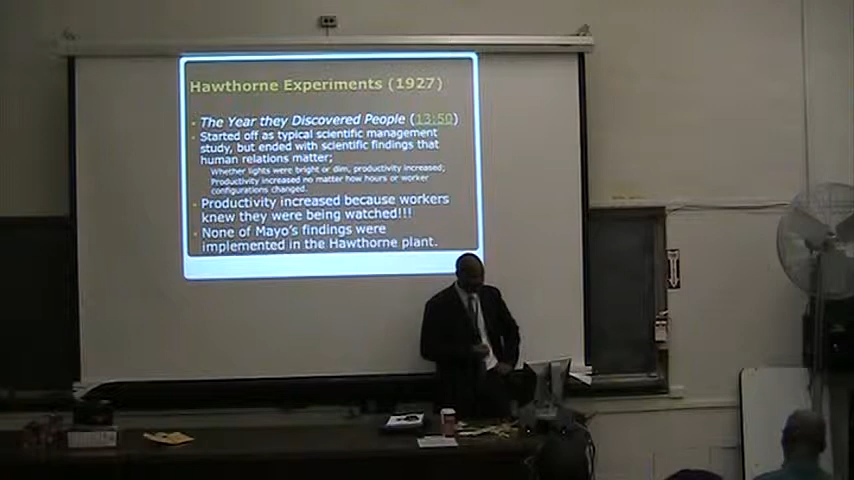 Hawthorne Experiments (1927)
The Year they Discovered People (13:50)
Started off as typical scientific management
study, but ended with scientific findings that
human relations matter;
Whether lights were bright or dim, productivity increased;
Productivity increased no matter how hours or worker
configurations changed.
Productivity increased because workers
knew they were being watched!!!
None of Mayo's findings were
implemented in the Hawthorne plant.